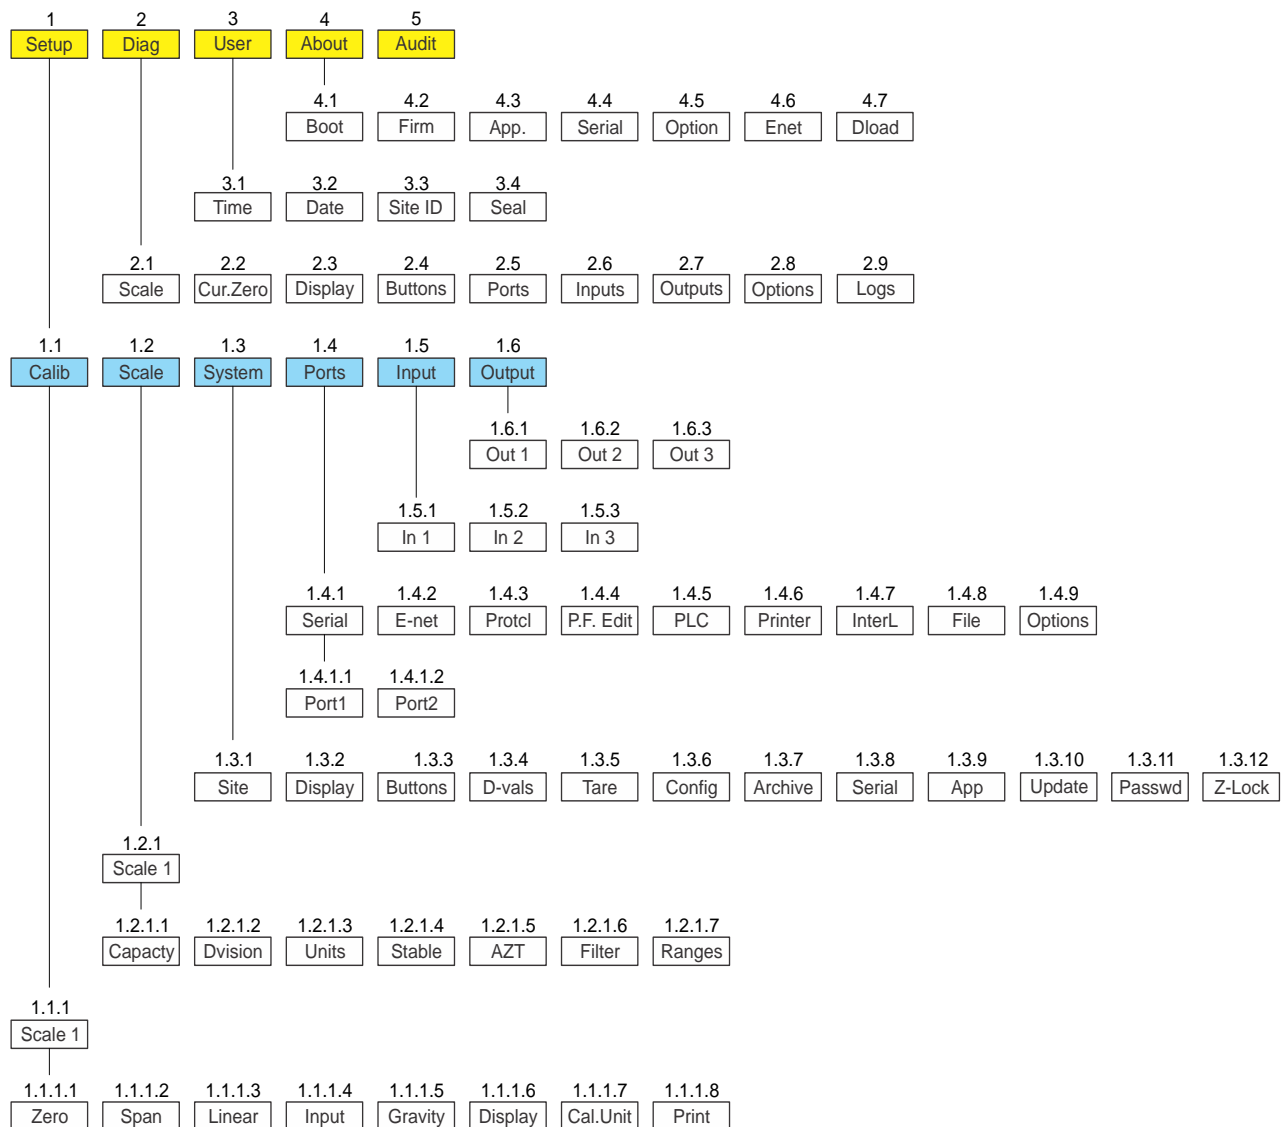 1 2 3 4 5
Setup Diag User About Audit
4.1 4.2 4.3 4.4 4.5 4.6 4.7
Boot Firm App. Serial Option Enet Dload
3.1 3.2 3.3 3.4
Time Date Site ID Seal
2.1 2.2 2.3 2.4 2.5 2.6 2.7 2.8 2.9
Scale Cur.Zero Display Buttons Ports Inputs Outputs Options Logs
1.1 1.2 1.3 1.4 1.5 1.6
Calib Scale System Ports Input Output
1.6.1 1.6.2 1.6.3
Out 1 Out 2 Out 3
1.5.1 1.5.2 1.5.3
In 1 In 2 In 3
1.4.1 1.4.2 1.4.3 1.4.4 1.4.5 1.4.6 1.4.7 1.4.8 1.4.9
Serial E-net Protcl P.F. Edit PLC Printer InterL File Options
1.4.1.1 1.4.1.2
Port1 Port2
1.3.1 1.3.2 1.3.3 1.3.4 1.3.5 1.3.6 1.3.7 1.3.8 1.3.9 1.3.10 1.3.11 1.3.12
Site Display Buttons D-vals Tare Config Archive Serial App Update Passwd Z-Lock
1.2.1
Scale 1
1.2.1.1 1.2.1.2 1.2.1.3 1.2.1.4 1.2.1.5 1.2.1.6 1.2.1.7
Capacty Dvision Units Stable AZT Filter Ranges
1.1.1
Scale 1
1.1.1.1 1.1.1.2 1.1.1.3 1.1.1.4 1.1.1.5 1.1.1.6 1.1.1.7 1.1.1.8
Zero Span Linear Input Gravity Display Cal.Unit Print